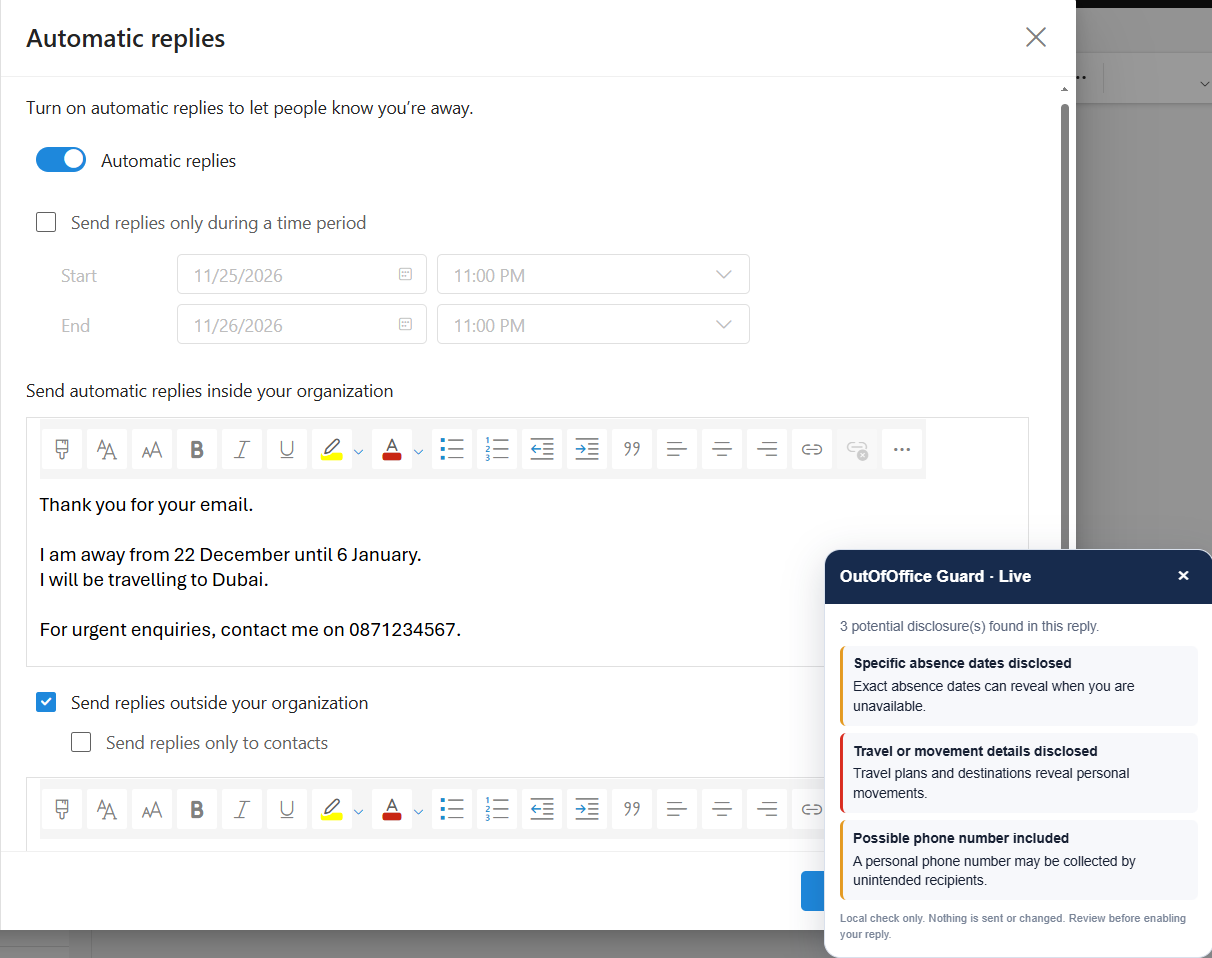 Automatic replies
Turn on automatic replies to let people know you’re away.
Automatic replies
Send replies only during a time period
Start
11/25/2026
11:00 PM
End
11/26/2026
11:00 PM
Send automatic replies inside your organization
Thank you for your email.
I am away from 22 December until 6 January.
I will be travelling to Dubai.
For urgent enquiries, contact me on 0871234567.
Send replies outside your organization
Send replies only to contacts
OutOfOffice Guard · Live
3 potential disclosure(s) found in this reply.
Specific absence dates disclosed
Exact absence dates can reveal when you are
unavailable.
Travel or movement details disclosed
Travel plans and destinations reveal personal
movements.
Possible phone number included
A personal phone number may be collected by
unintended recipients.
Local check only. Nothing is sent or changed. Review before enabling
your reply.